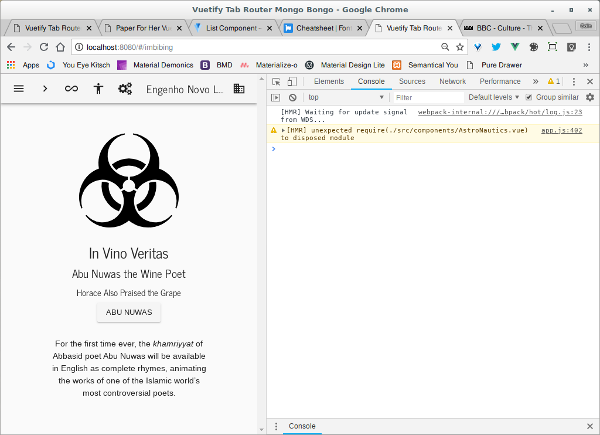 Vuetify Tab Router Mongo Bongo - Google Chrome
Vuetify Tab Route
Paper For Her Vue
List Component –
Cheatsheet | Font
Vuetify Tab Route
BBC - Culture - Th
localhost:8080/#/imbibing
Apps
You Eye Kitsch
Material Demonics
BMD
Materialize-o
Material Design Lite
Semantical You
Pure Drawer
»
Engenho Novo L...
In Vino Veritas
Abu Nuwas the Wine Poet
Horace Also Praised the Grape
ABU NUWAS
For the first time ever, the khamriyyat of
Abbasid poet Abu Nuwas will be available
in English as complete rhymes, animating
the works of one of the Islamic world's
most controversial poets.
Elements Console Sources Network Performance » 1
top Filter Default levels Group similar
[HMR] Waiting for update signal webpack-internal:///…bpack/hot/log.js:23
from WDS...
[HMR] unexpected require(./src/components/AstroNautics.vue) app.js:402
to disposed module
Console